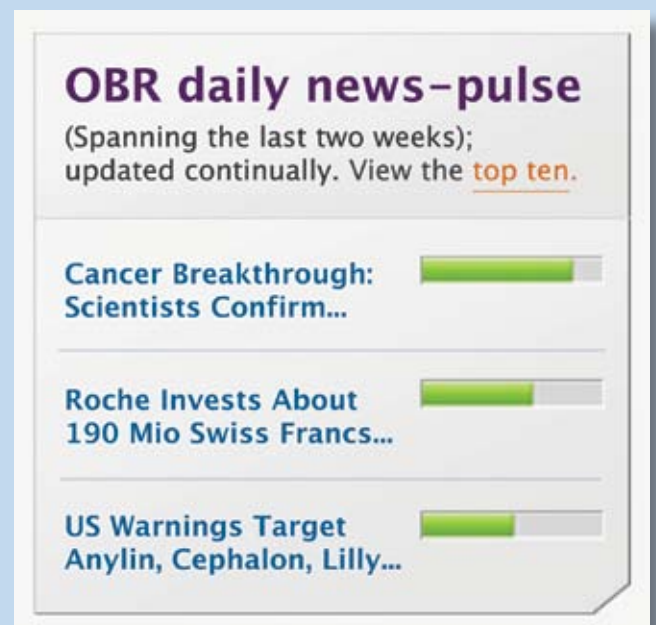 OBR daily news-pulse
(Spanning the last two weeks);
updated continually. View the top ten.
Cancer Breakthrough:
Scientists Confirm...
Roche Invests About
190 Mio Swiss Francs...
US Warnings Target
Anylin, Cephalon, Lilly...